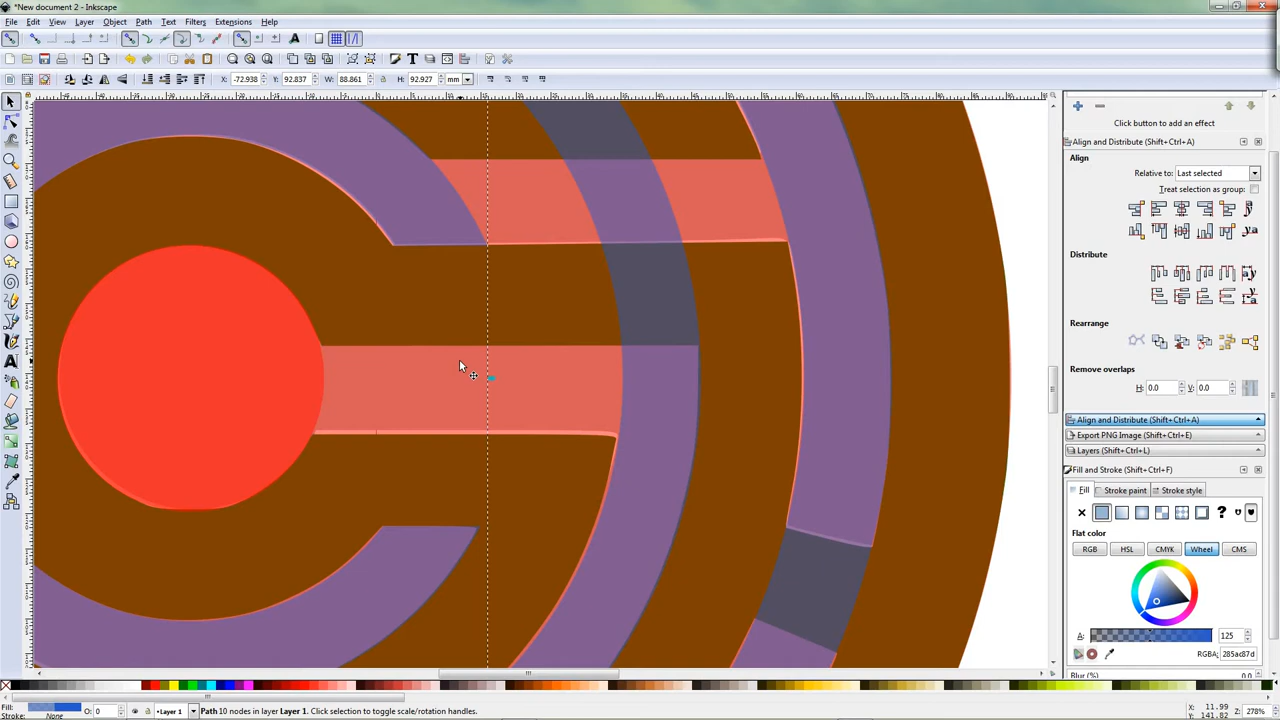 *New document 2 - Inkscape
File Edit View Layer Object Path Text Filters Extensions Help
X: -72.938 Y: 92.837 W: 88.861 H: 92.927 mm
Click button to add an effect
Align and Distribute (Shift+Ctrl+A)
Align
Relative to: Last selected
Treat selection as group:
Distribute
Rearrange
Remove overlaps
H: 0.0 V: 0.0
Align and Distribute (Shift+Ctrl+A)
Export PNG Image (Shift+Ctrl+E)
Layers (Shift+Ctrl+L)
Fill and Stroke (Shift+Ctrl+F)
Fill Stroke paint Stroke style
Flat color
RGB HSL CMYK Wheel CMS
A: 125
RGBA: 285ac87d
Fill: Stroke: None O: 0 Layer 1 Path 10 nodes in layer Layer 1. Click selection to toggle scale/rotation handles. X: 11.99 Y: 141.82 Z: 278%